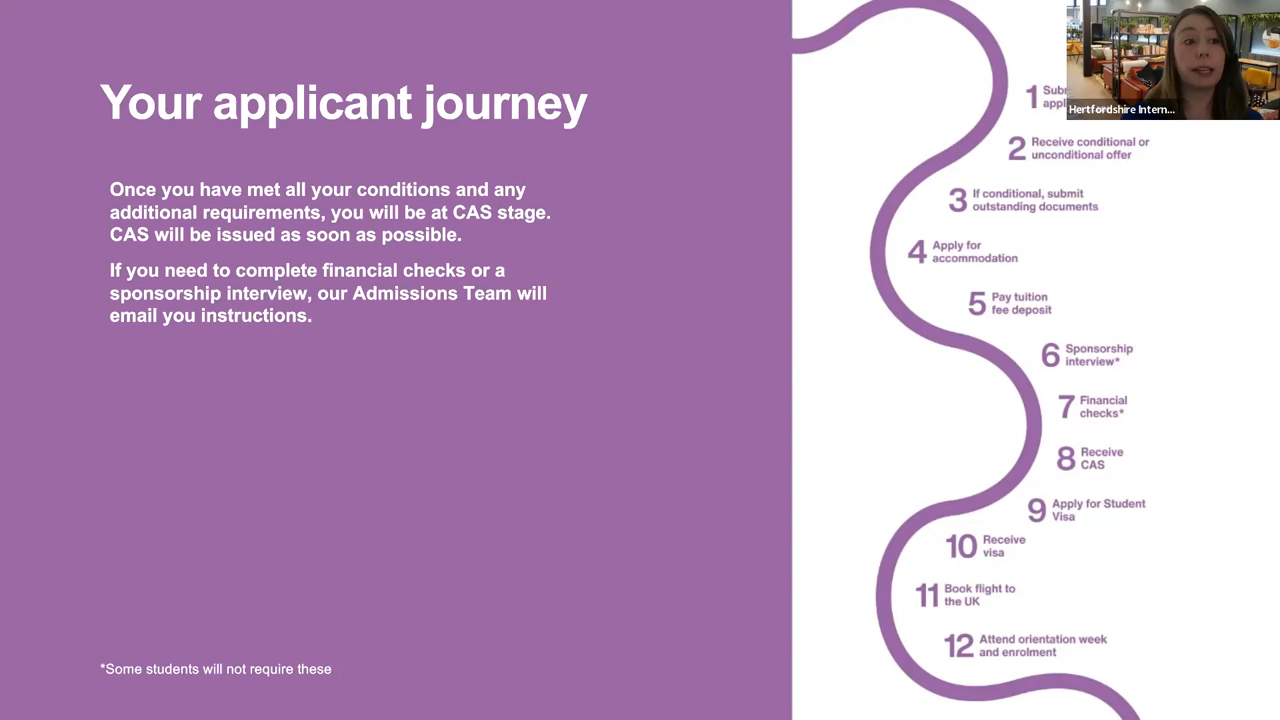 Your applicant journey
Once you have met all your conditions and any
additional requirements, you will be at CAS stage.
CAS will be issued as soon as possible.
If you need to complete financial checks or a
sponsorship interview, our Admissions Team will
email you instructions.
*Some students will not require these
1
Hertfordshire Intern...
2 Receive conditional or
unconditional offer
3 If conditional, submit
outstanding documents
4 Apply for
accommodation
5 Pay tuition
fee deposit
6 Sponsorship
interview*
7 Financial
checks*
8 Receive
CAS
9 Apply for Student
Visa
10 Receive
visa
11 Book flight to
the UK
12 Attend orientation week
and enrolment